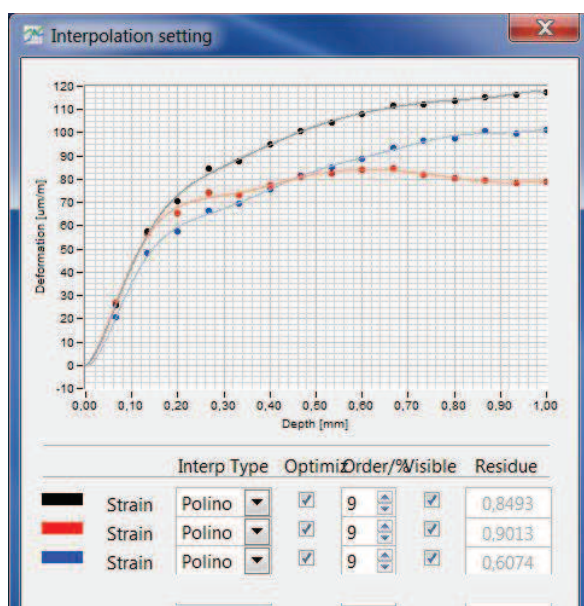 Interpolation setting
X
120
110
100
90
80
70
60
50
40
30
20
10
0
-10
Deformation [um/m]
0,00 0,10 0,20 0,30 0,40 0,50 0,60 0,70 0,80 0,90 1,00
Depth [mm]
Interp Type Optimiz Order/% Visible Residue
Strain Polino 9 0,8493
Strain Polino 9 0,9013
Strain Polino 9 0,6074